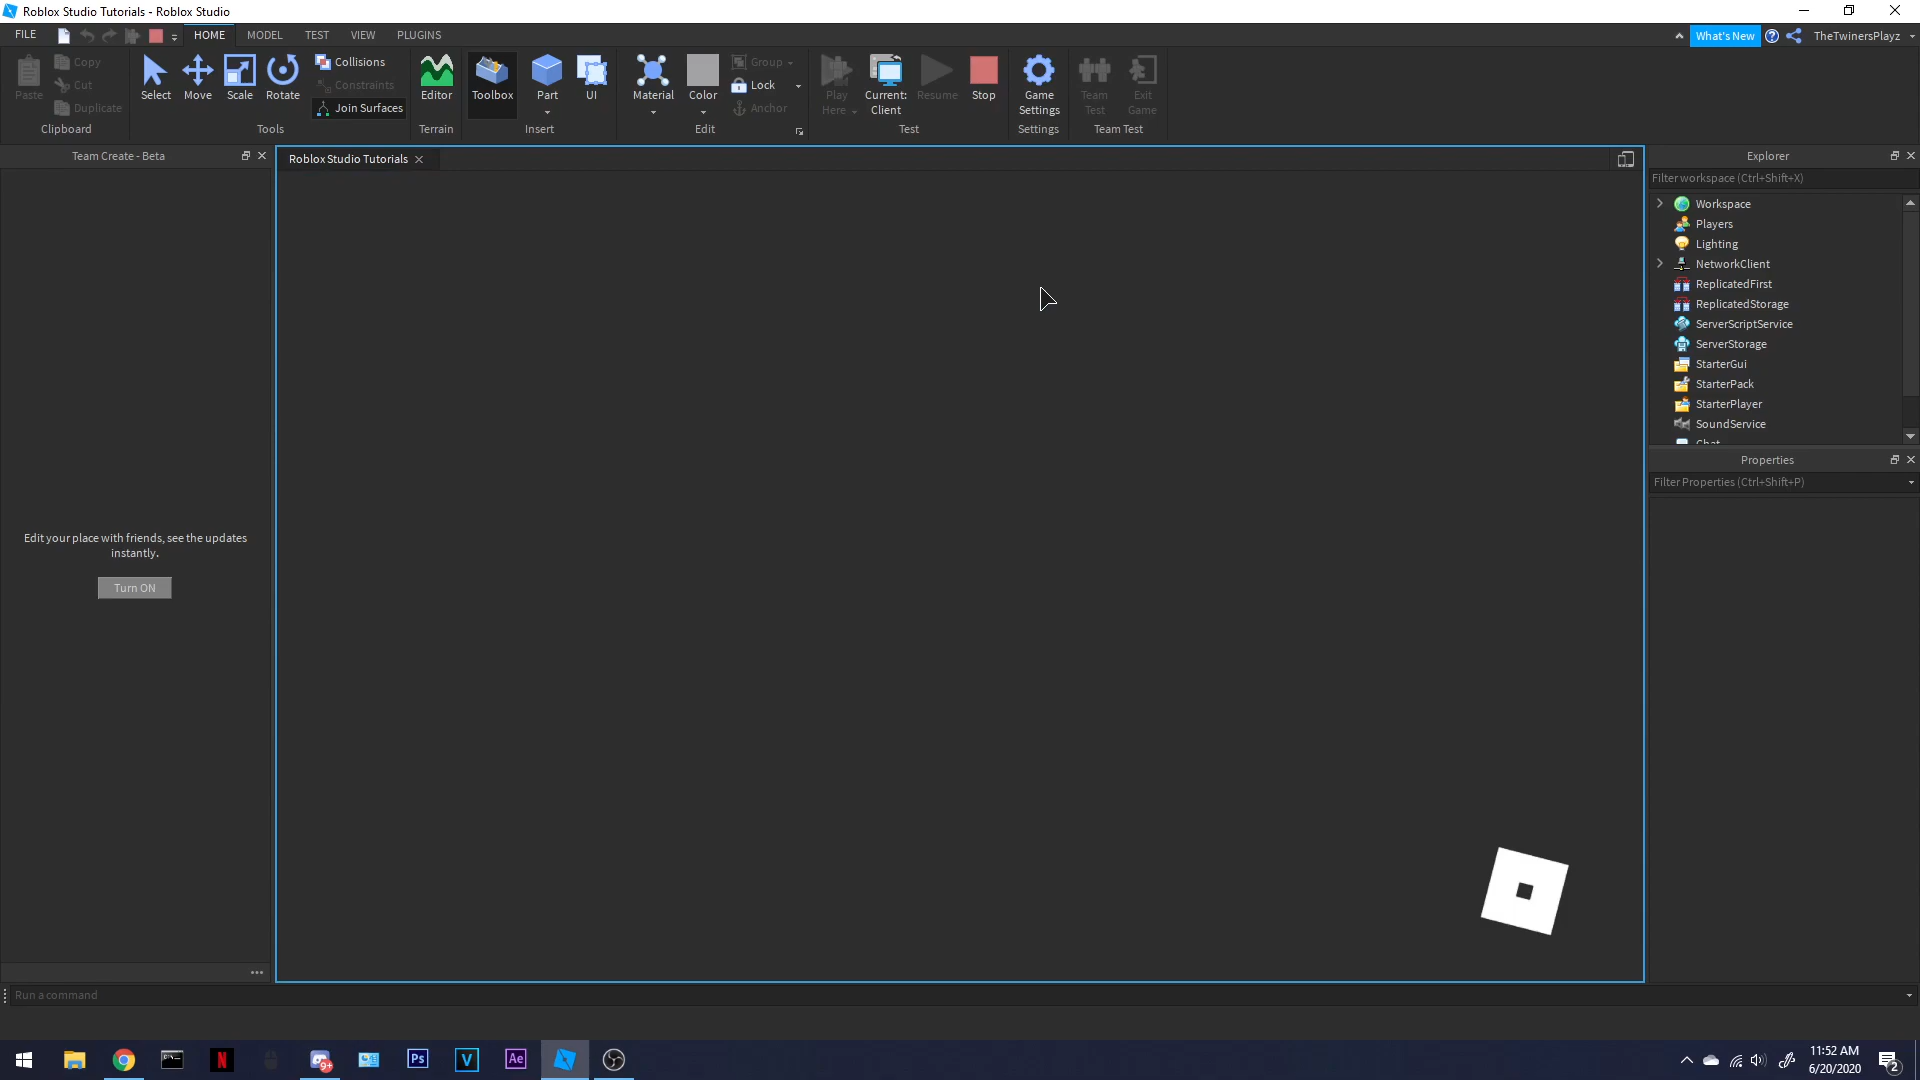 Roblox Studio Tutorials - Roblox Studio
FILE
HOME
MODEL
TEST
VIEW
PLUGINS
What's New
TheTwinersPlayz
Paste
Copy
Cut
Duplicate
Clipboard
Select
Move
Scale
Rotate
Collisions
Constraints
Join Surfaces
Tools
Editor
Terrain
Toolbox
Part
UI
Insert
Material
Color
Group
Lock
Anchor
Edit
Play
Here
Current:
Client
Resume
Stop
Test
Game
Settings
Settings
Team
Test
Exit
Game
Team Test
Team Create - Beta
Edit your place with friends, see the updates
instantly.
Turn ON
Roblox Studio Tutorials
Explorer
Filter workspace (Ctrl+Shift+X)
Workspace
Players
Lighting
NetworkClient
ReplicatedFirst
ReplicatedStorage
ServerScriptService
ServerStorage
StarterGui
StarterPack
StarterPlayer
SoundService
Chat
Properties
Filter Properties (Ctrl+Shift+P)
Run a command
N
9+
Ps
V
Ae
11:52 AM
6/20/2020
2